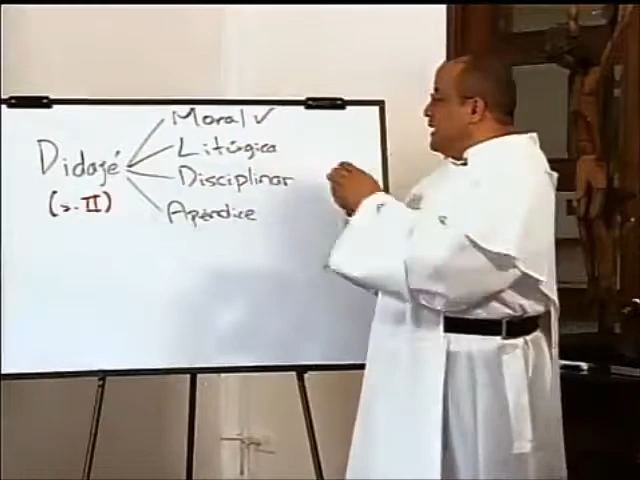 Moral ✓
Didajé
Litúgica
Disciplinar
(s. II)
Apéndice